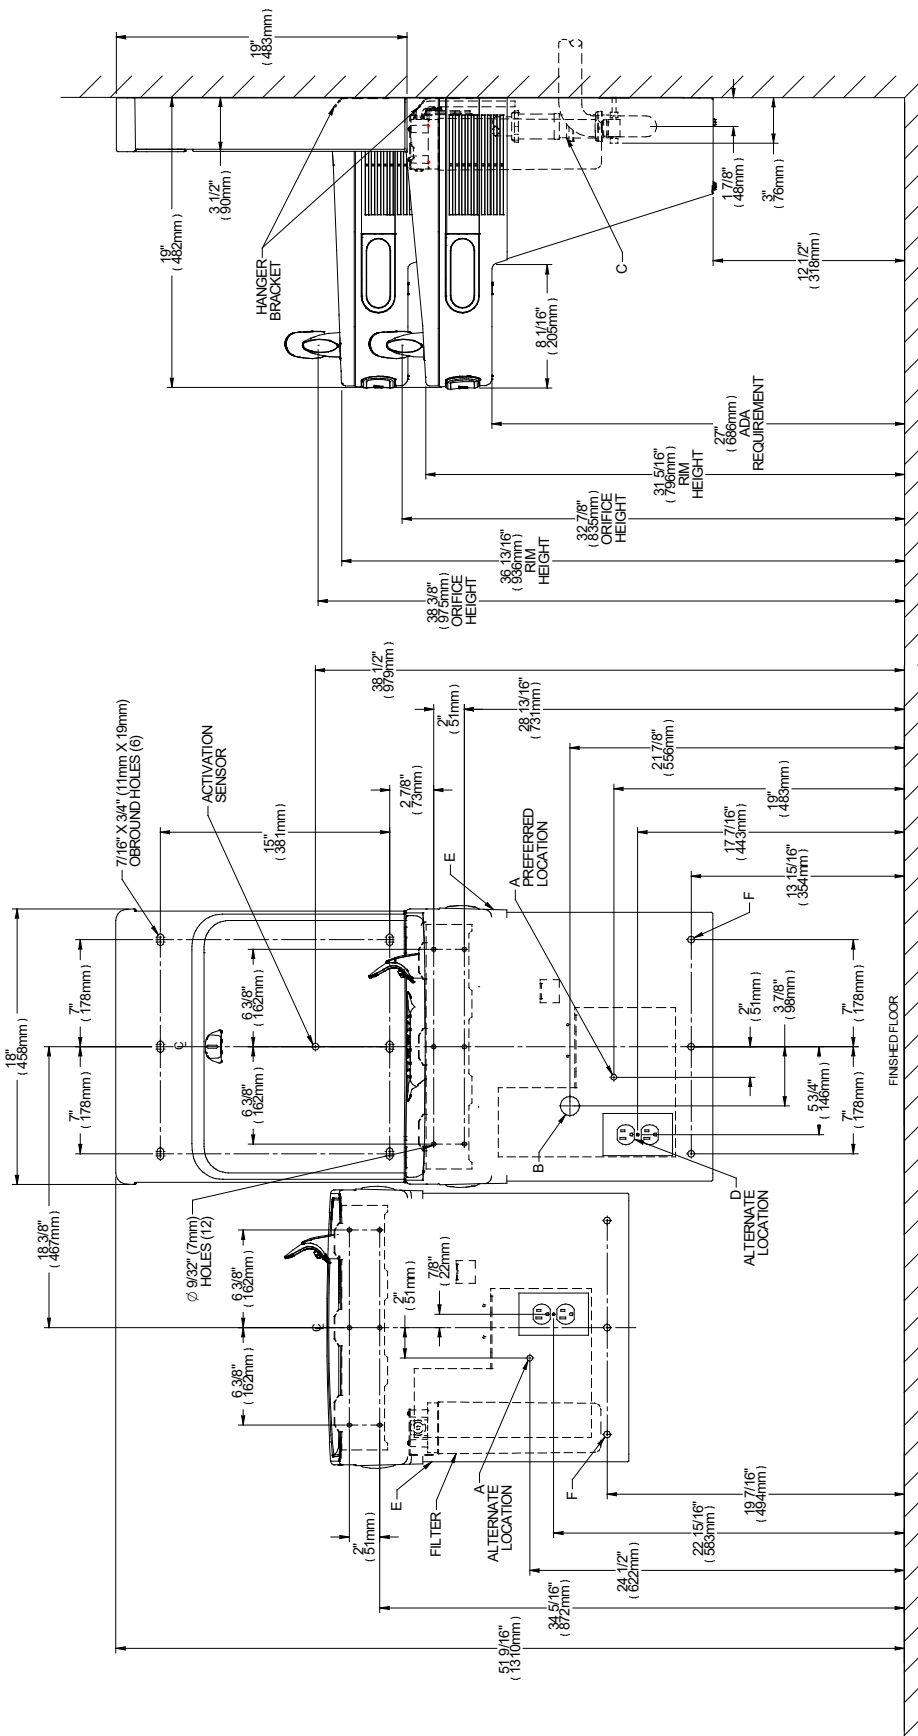 51 9/16"
(1310mm)
34 5/16"
(872mm)
24 1/2"
(622mm)
22 15/16"
(583mm)
19 7/16"
(494mm)
2"
(51mm)
E
FILTER
A
ALTERNATE
LOCATION
F
6 3/8"
(162mm)
6 3/8"
(162mm)
18 3/8"
(467mm)
℄
2"
(51mm)
7/8"
(22mm)
Ø 9/32" (7mm)
HOLES (12)
18"
(458mm)
7"
(178mm)
7"
(178mm)
℄
6 3/8"
(162mm)
6 3/8"
(162mm)
B
D
ALTERNATE
LOCATION
7"
(178mm)
7"
(178mm)
5 3/4"
(146mm)
3 7/8"
(98mm)
2"
(51mm)
FINISHED FLOOR
7/16" X 3/4" (11mm X 19mm)
OBROUND HOLES (6)
ACTIVATION
SENSOR
15"
(381mm)
2 7/8"
(73mm)
E
A
PREFERRED
LOCATION
F
2"
(51mm)
28 13/16"
(731mm)
21 7/8"
(556mm)
19"
(483mm)
17 7/16"
(443mm)
13 15/16"
(354mm)
38 1/2"
(979mm)
38 3/8"
(975mm)
ORIFICE
HEIGHT
36 13/16"
(936mm)
RIM
HEIGHT
32 7/8"
(835mm)
ORIFICE
HEIGHT
31 5/16"
(796mm)
RIM
HEIGHT
27"
(686mm)
ADA
REQUIREMENT
8 1/16"
(205mm)
HANGER
BRACKET
C
19"
(482mm)
3 1/2"
(90mm)
19"
(483mm)
12 1/2"
(318mm)
1 7/8"
(48mm)
3"
(76mm)